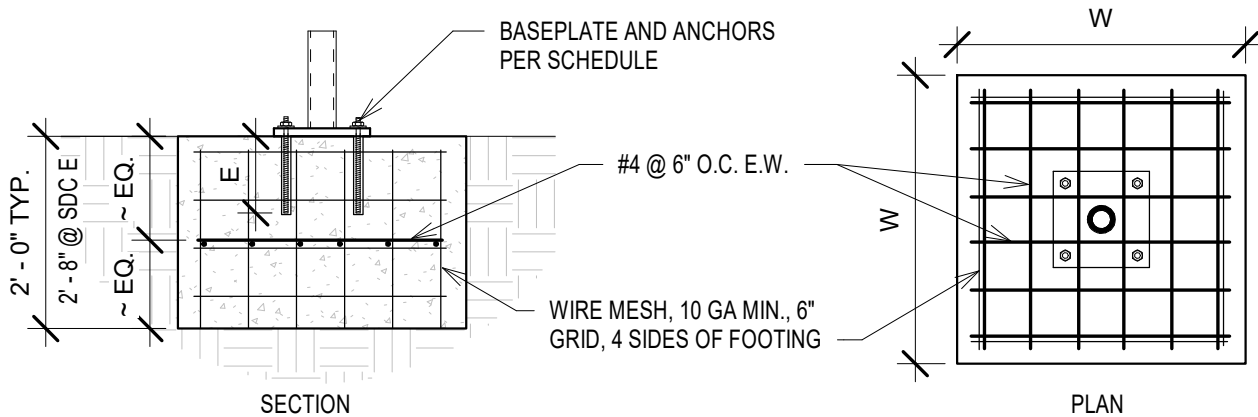 BASEPLATE AND ANCHORS
PER SCHEDULE
W
2' - 0" TYP.
2' - 8" @ SDC E
~ EQ.
~ EQ.
E
#4 @ 6" O.C. E.W.
W
WIRE MESH, 10 GA MIN., 6"
GRID, 4 SIDES OF FOOTING
SECTION
PLAN